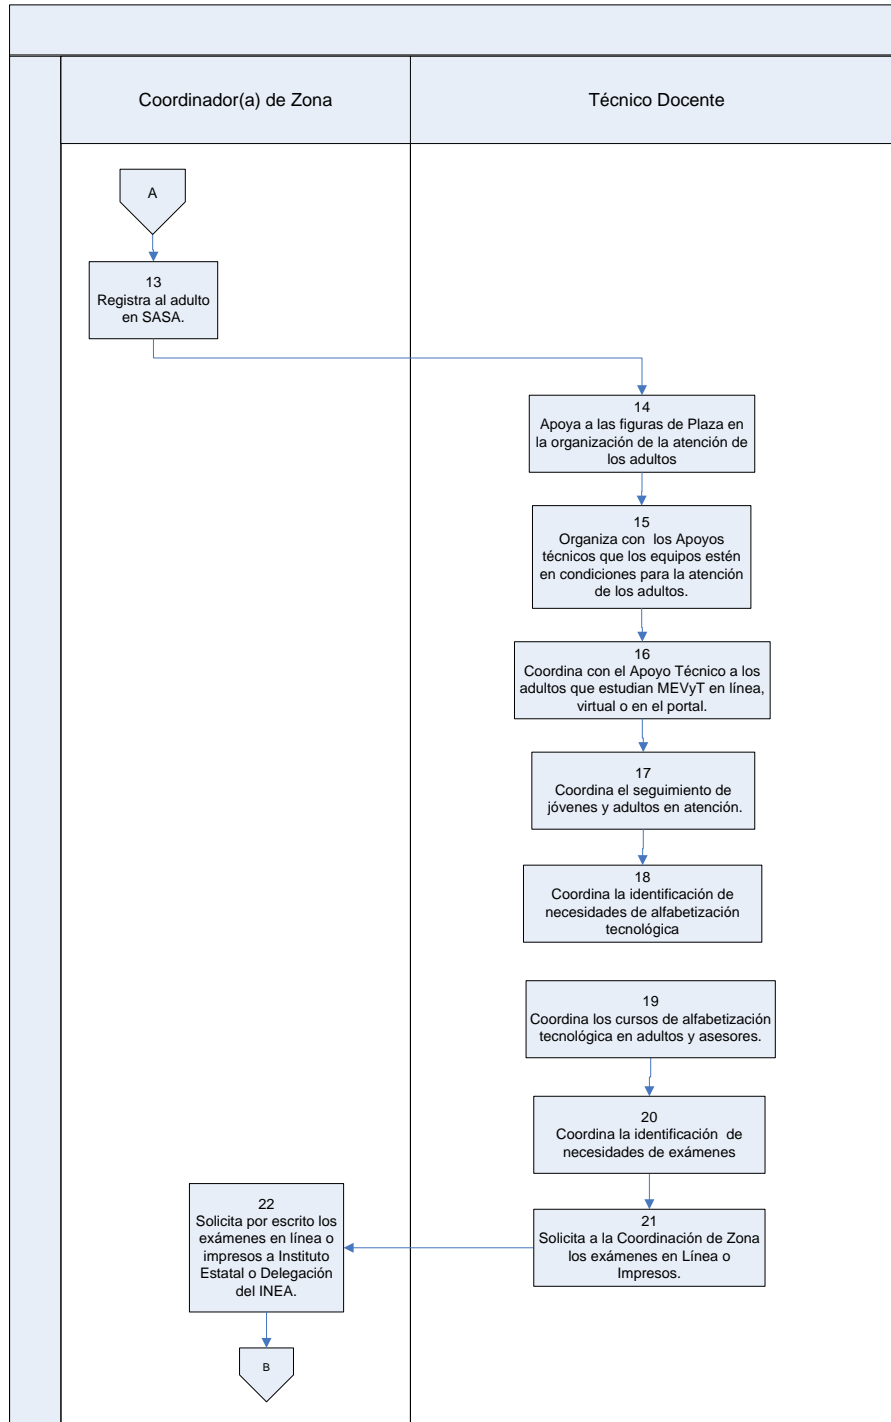 Coordinador(a) de Zona
Técnico Docente
A
13
Registra al adulto
en SASA.
14
Apoya a las figuras de Plaza en
la organización de la atención de
los adultos
15
Organiza con los Apoyos
técnicos que los equipos estén
en condiciones para la atención
de los adultos.
16
Coordina con el Apoyo Técnico a los
adultos que estudian MEVyT en línea,
virtual o en el portal.
17
Coordina el seguimiento de
jóvenes y adultos en atención.
18
Coordina la identificación de
necesidades de alfabetización
tecnológica
19
Coordina los cursos de alfabetización
tecnológica en adultos y asesores.
20
Coordina la identificación de
necesidades de exámenes
21
Solicita a la Coordinación de Zona
los exámenes en Línea o
Impresos.
22
Solicita por escrito los
exámenes en línea o
impresos a Instituto
Estatal o Delegación
del INEA.
B